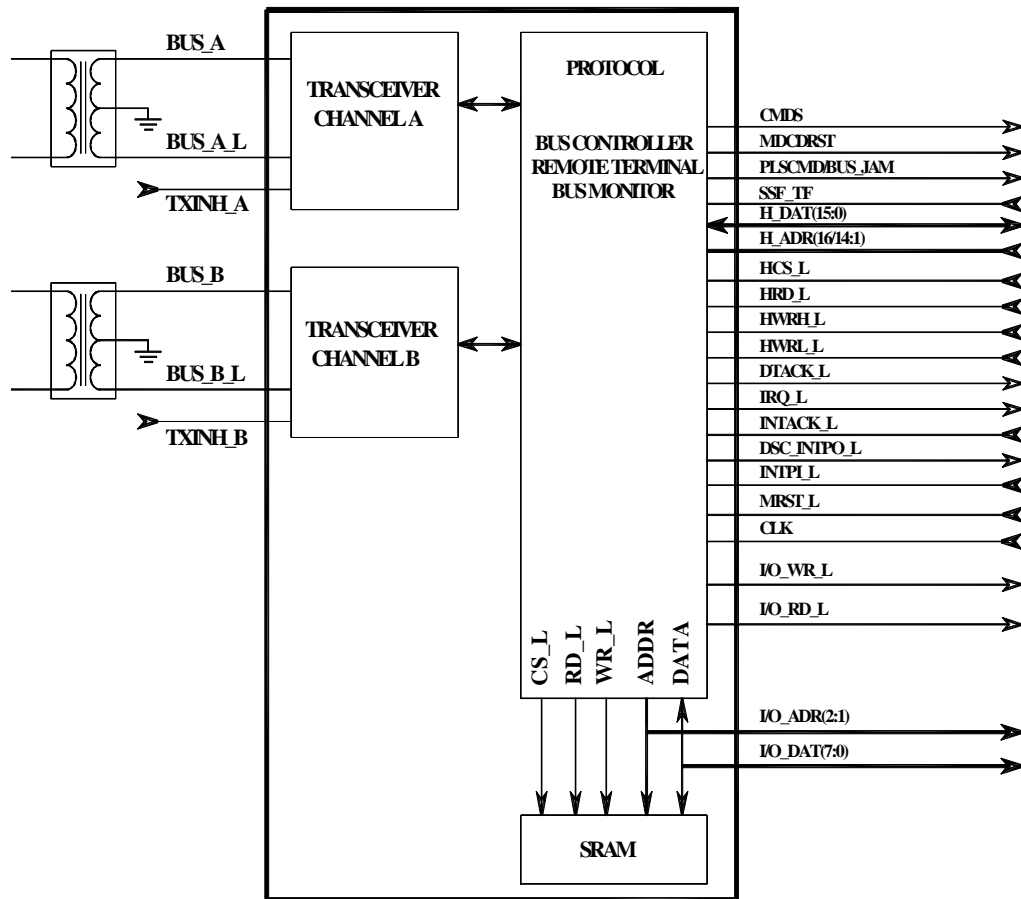 BUS_A
BUS_A_L
TXINH_A
BUS_B
BUS_B_L
TXINH_B
TRANSCEIVER
CHANNEL A
TRANSCEIVER
CHANNEL B
PROTOCOL
BUS CONTROLLER
REMOTE TERMINAL
BUS MONITOR
CS_L
RD_L
WR_L
ADDR
DATA
SRAM
CMDS
MDCDRST
PLSCMD/BUS_JAM
SSF_TF
H_DAT(15:0)
H_ADR(16/14:1)
HCS_L
HRD_L
HWRH_L
HWRL_L
DTACK_L
IRQ_L
INTACK_L
DSC_INTPO_L
INTPI_L
MRST_L
CLK
I/O_WR_L
I/O_RD_L
I/O_ADR(2:1)
I/O_DAT(7:0)